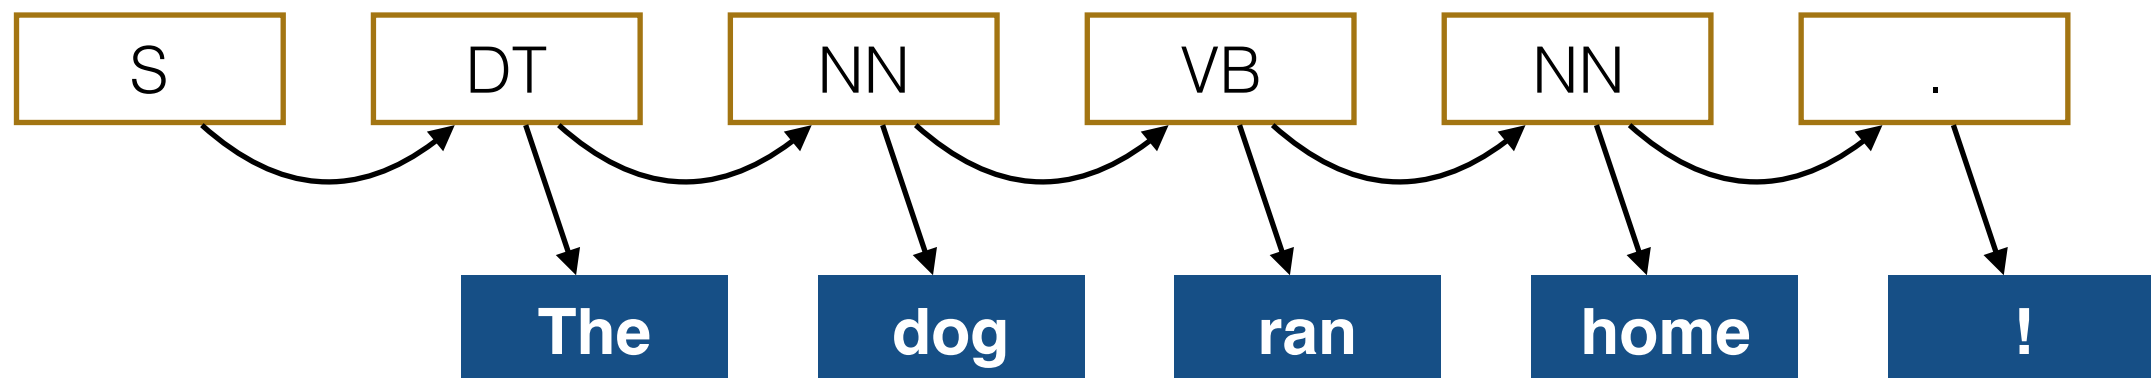 S DT NN VB NN .
The dog ran home !